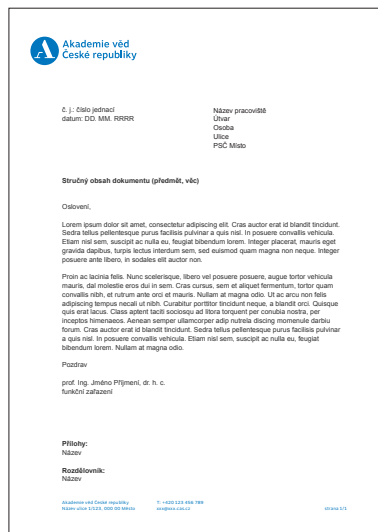 Akademie věd
České republiky
č. j.: číslo jednací
datum: DD. MM. RRRR
Název pracoviště
Útvar
Osoba
Ulice
PSČ Místo
Stručný obsah dokumentu (předmět, věc)
Oslovení,
Lorem ipsum dolor sit amet, consectetur adipiscing elit. Cras auctor erat id blandit tincidunt.
Sedra tellus pellentesque purus facilisis pulvinar a quis nisl. In posuere convallis vehicula.
Etiam nisl sem, suscipit ac nulla eu, feugiat bibendum lorem. Integer placerat, mauris eget
gravida dapibus, turpis lectus interdum sem, sed euismod quam magna non neque. Integer
posuere ante libero, in sodales elit auctor non.
Proin ac lacinia felis. Nunc scelerisque, libero vel posuere posuere, augue tortor vehicula
mauris, dal molestie eros dui in sem. Cras cursus, sem et aliquet fermentum, tortor quam
convallis nibh, et rutrum ante orci et mauris. Nullam at magna odio. Ut ac arcu non felis
adipiscing tempus necali ut nibh. Curabitur porttitor tincidunt neque, a blandit orci. Quisque
quis erat lacus. Class aptent taciti sociosqu ad litora torquent per conubia nostra, per
inceptos himenaeos. Aenean semper ullamcorper adip nutrela discing momenule darbiu
forum. Cras auctor erat id blandit tincidunt. Sedra tellus pellentesque purus facilisis pulvinar
a quis nisl. In posuere convallis vehicula. Etiam nisl sem, suscipit ac nulla eu, feugiat
bibendum lorem. Nullam at magna odio.
Pozdrav
prof. Ing. Jméno Příjmení, dr. h. c.
funkční zařazení
Přílohy:
Název
Rozdělovník:
Název
Akademie věd České republiky
Název ulice 1/123, 000 00 Město
T: +420 123 456 789
strana 1/1